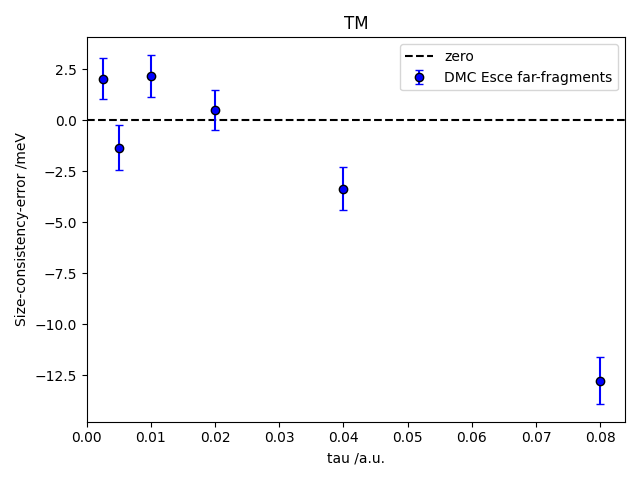 TM
zero
DMC Esce far-fragments
Size-consistency-error /meV
2.5
0.0
−2.5
−5.0
−7.5
−10.0
−12.5
0.00 0.01 0.02 0.03 0.04 0.05 0.06 0.07 0.08
tau /a.u.